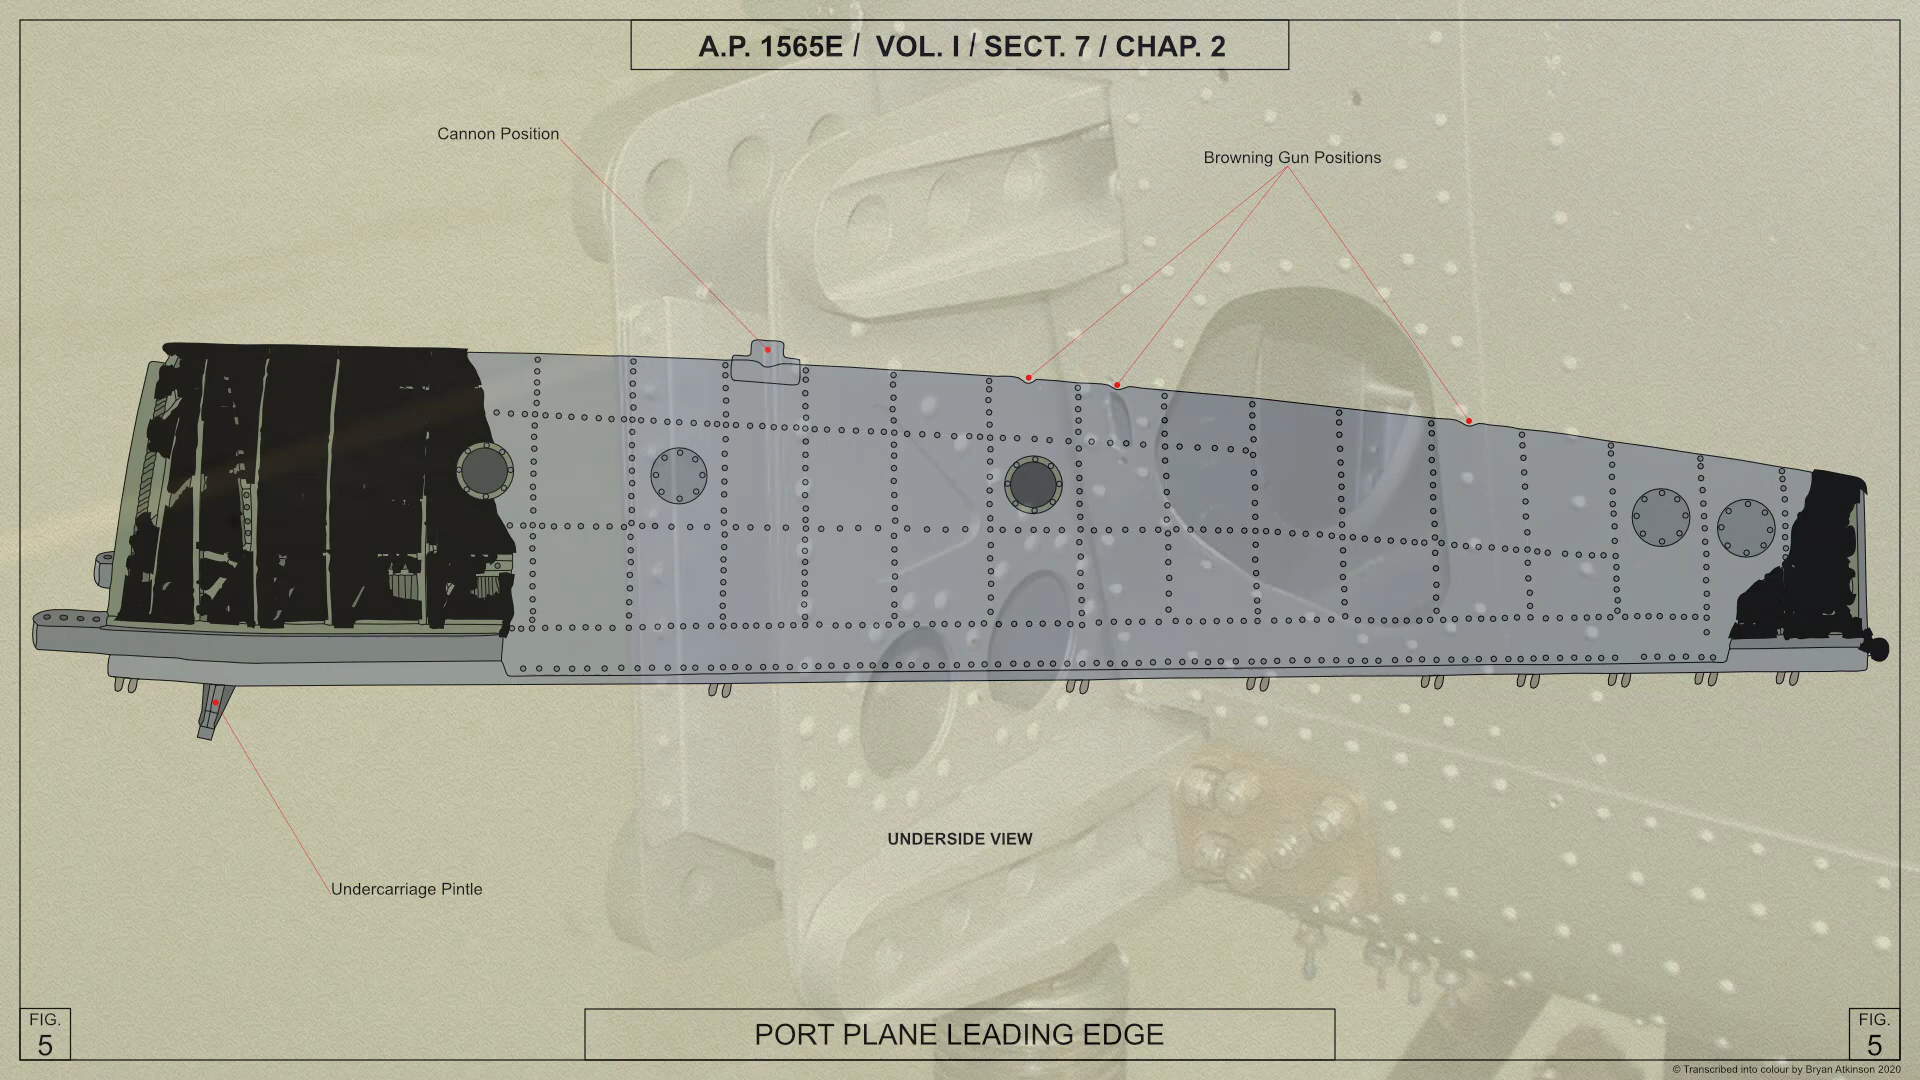 A.P. 1565E / VOL. I / SECT. 7 / CHAP. 2
Cannon Position
Browning Gun Positions
UNDERSIDE VIEW
Undercarriage Pintle
FIG.
5
PORT PLANE LEADING EDGE
FIG.
5
© Transcribed into colour by Bryan Atkinson 2020